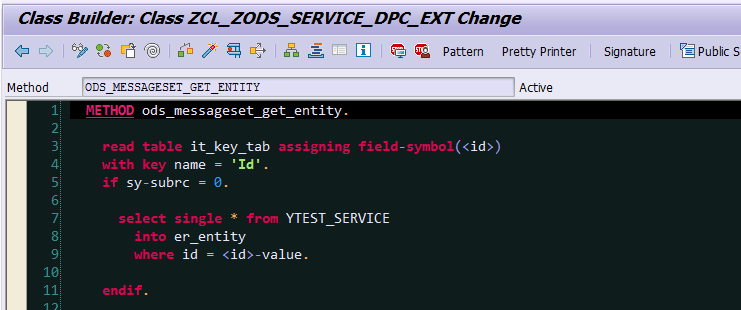 Class Builder: Class ZCL_ZODS_SERVICE_DPC_EXT Change
Pattern Pretty Printer Signature Public S
Method ODS_MESSAGESET_GET_ENTITY Active
1 METHOD ods_messageset_get_entity.
2
3 read table it_key_tab assigning field-symbol(<id>)
4 with key name = 'Id'.
5 if sy-subrc = 0.
6
7 select single * from YTEST_SERVICE
8 into er_entity
9 where id = <id>-value.
10
11 endif.
12